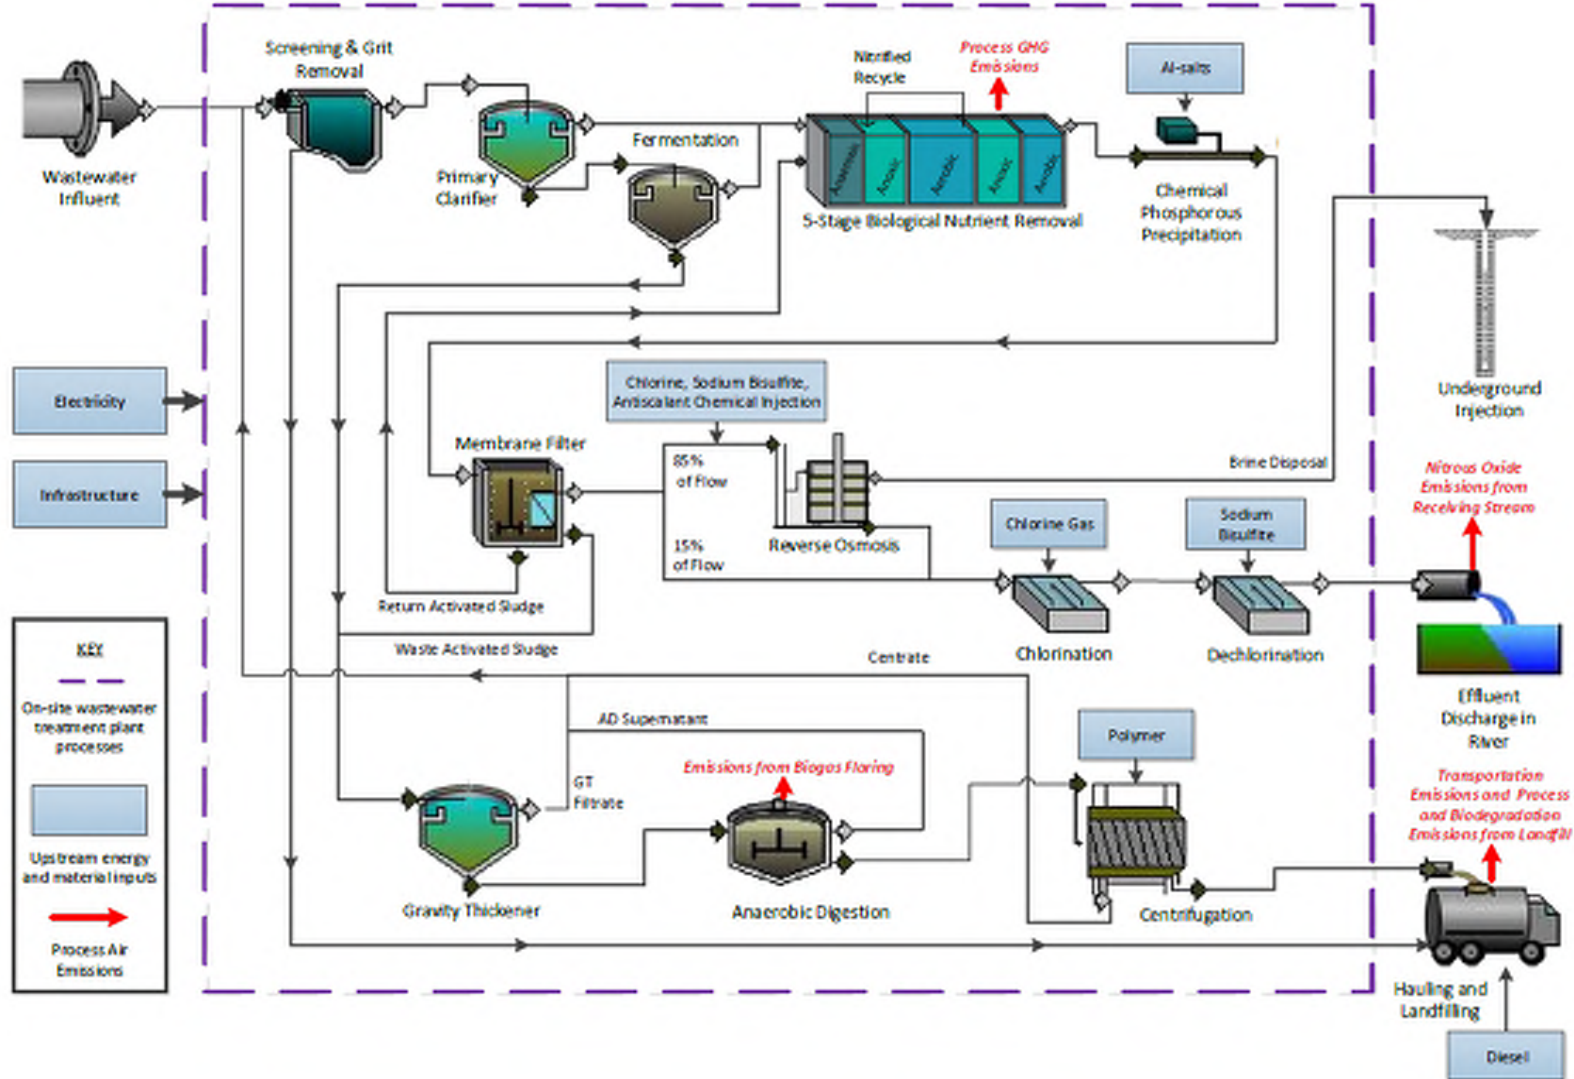 Screening & Grit
Removal
Wastewater
Influent
Primary
Clarifier
Fermentation
Nitrified
Recycle
Process GHG
Emissions
Al-salts
Anaerobic
Anoxic
Aerobic
Anoxic
Aerobic
5-Stage Biological Nutrient Removal
Chemical
Phosphorous
Precipitation
Underground
Injection
Electricity
Infrastructure
Chlorine, Sodium Bisulfite,
Antiscalant Chemical Injection
Membrane Filter
85%
of Flow
15%
of Flow
Reverse Osmosis
Brine Disposal
Chlorine Gas
Sodium
Bisulfite
Nitrous Oxide
Emissions from
Receiving Stream
Return Activated Sludge
Waste Activated Sludge
Chlorination
Dechlorination
Effluent
Discharge in
River
Centrate
AD Supernatant
GT
Filtrate
Emissions from Biogas Flaring
Polymer
Gravity Thickener
Anaerobic Digestion
Centrifugation
Transportation
Emissions and Process
and Biodegradation
Emissions from Landfill
Hauling and
Landfilling
Diesel
KEY
On-site wastewater
treatment plant
processes
Upstream energy
and material inputs
Process Air
Emissions